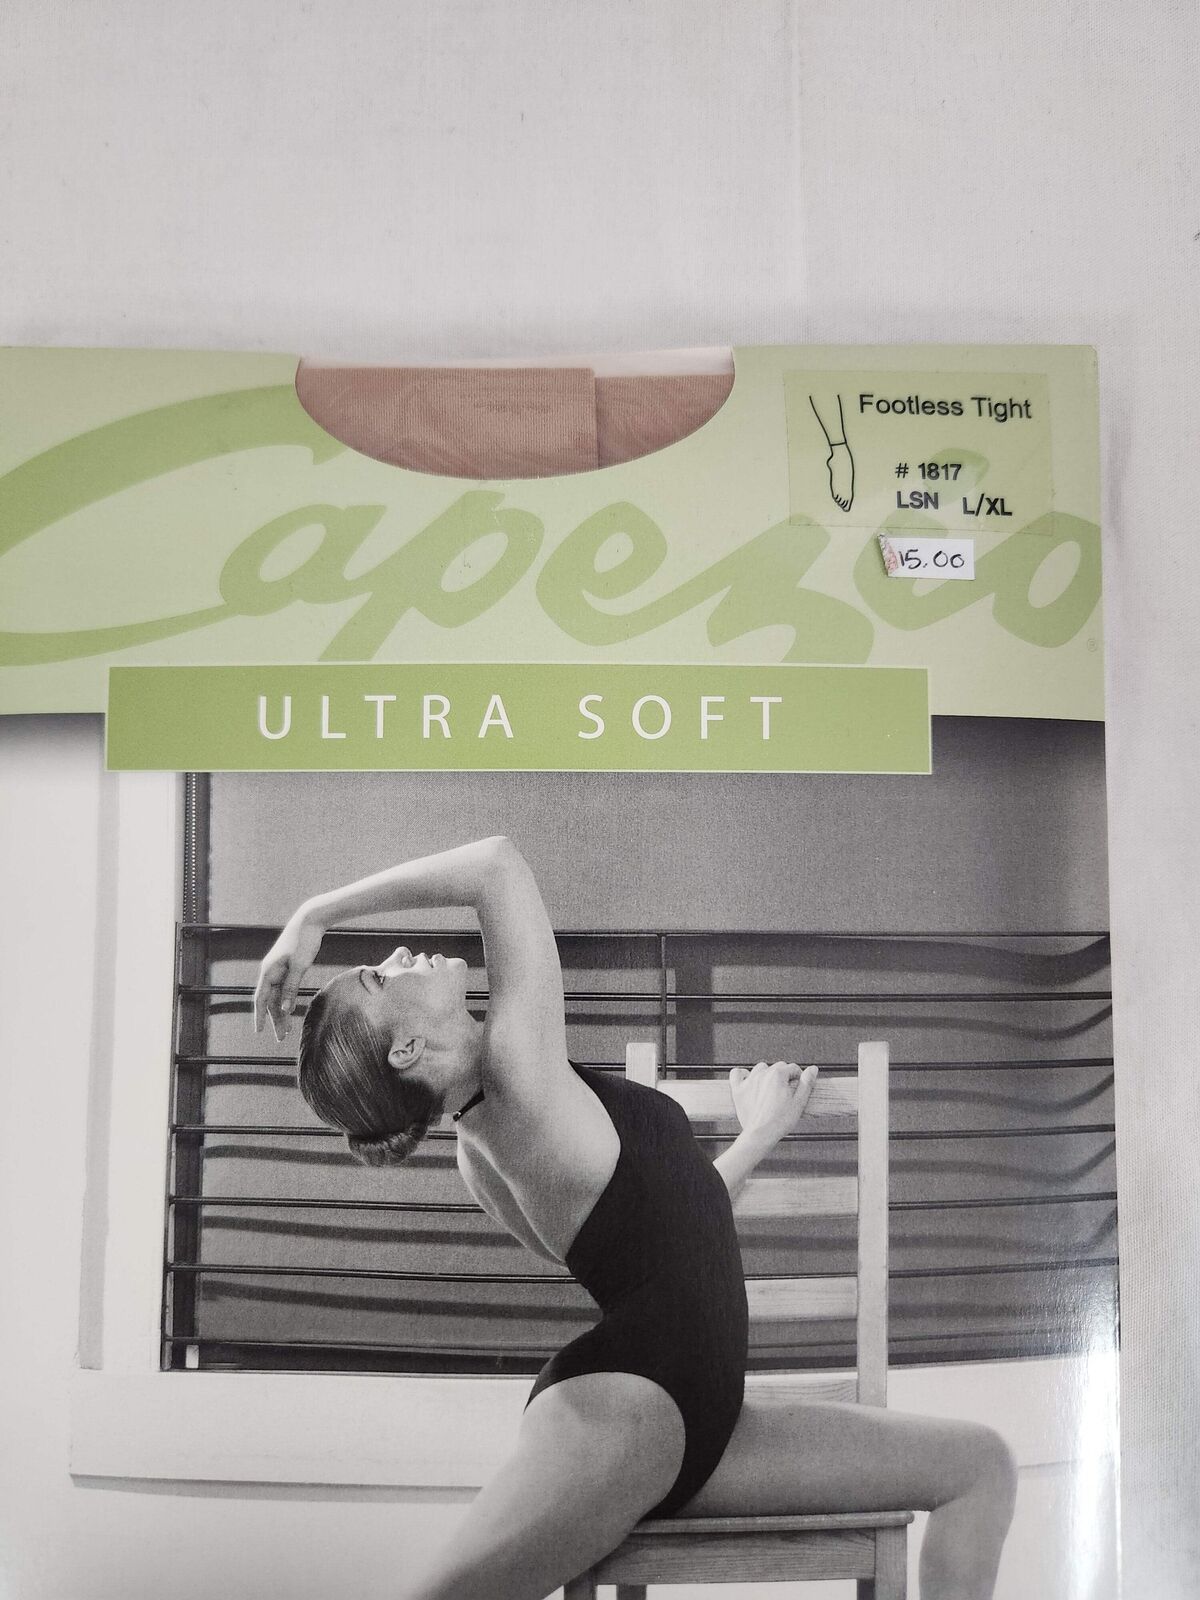 Footless Tight
# 1817
LSN L/XL
15.00
Capezio
®
ULTRA SOFT